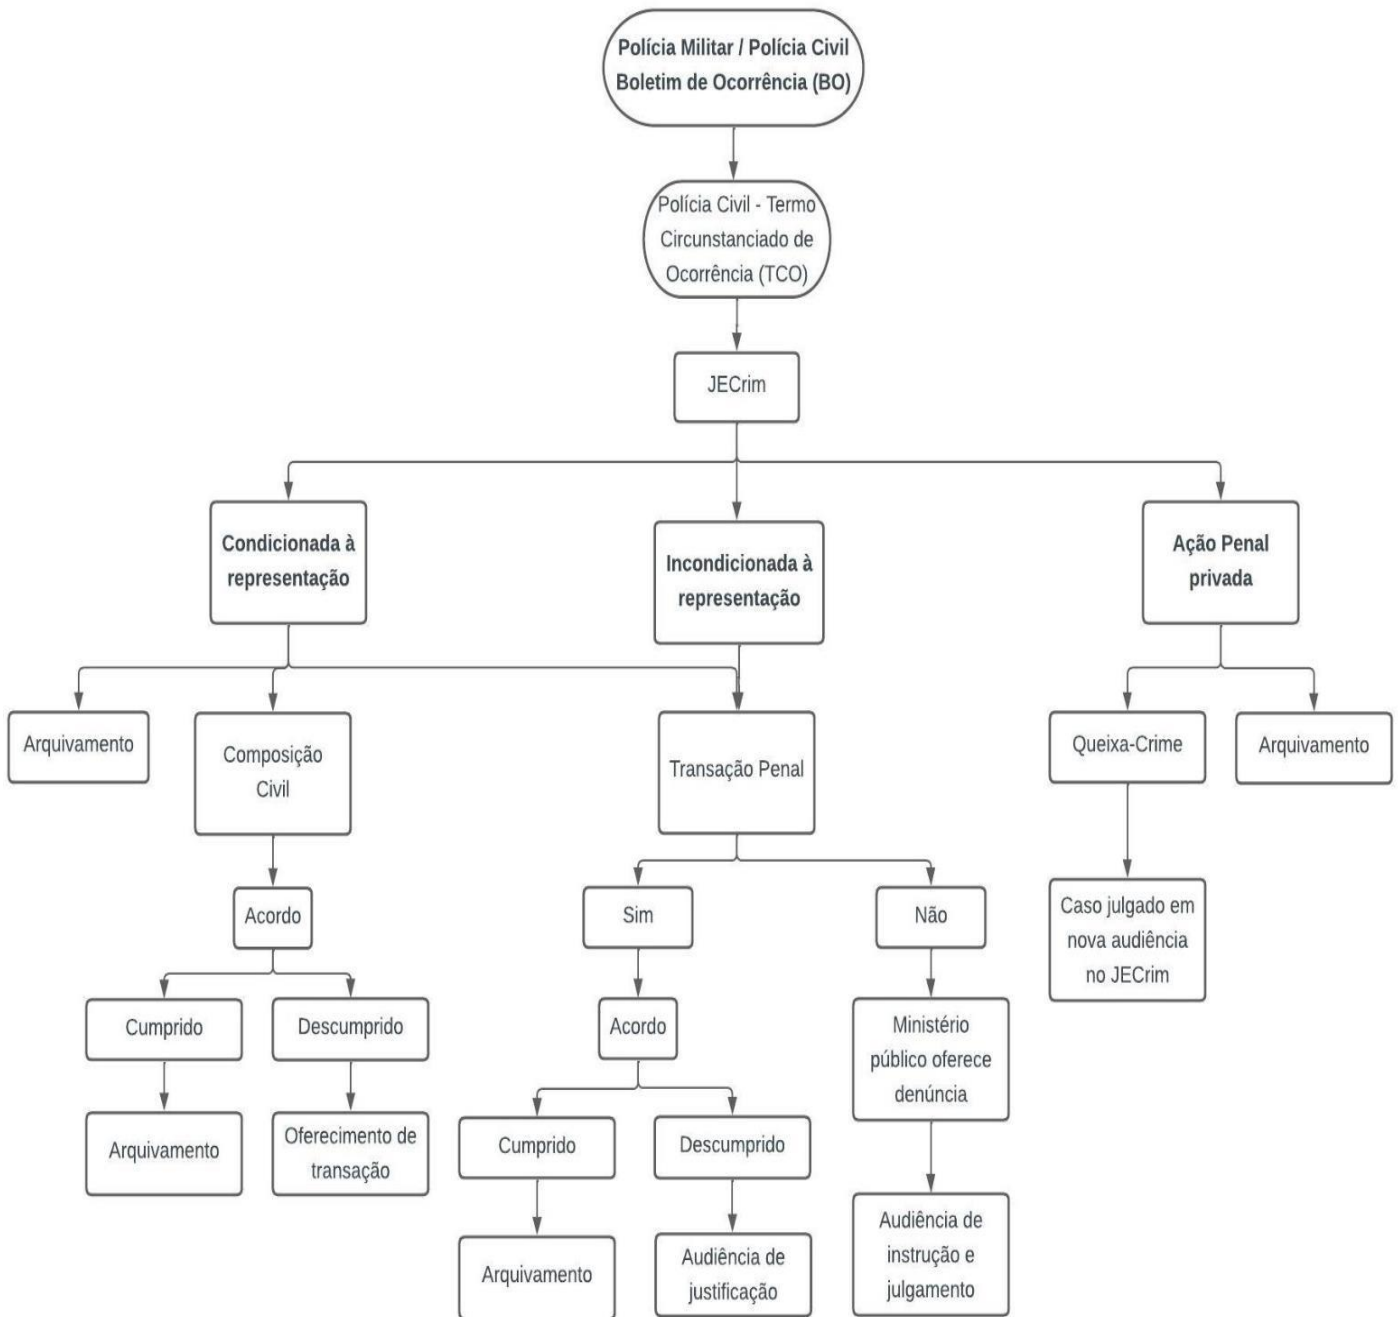 Polícia Militar / Polícia Civil
Boletim de Ocorrência (BO)
Polícia Civil - Termo
Circunstanciado de
Ocorrência (TCO)
JECrim
Condicionada à
representação
Incondicionada à
representação
Ação Penal
privada
Arquivamento
Composição
Civil
Transação Penal
Queixa-Crime
Arquivamento
Acordo
Sim
Não
Caso julgado em
nova audiência
no JECrim
Cumprido
Descumprido
Acordo
Ministério
público oferece
denúncia
Arquivamento
Oferecimento de
transação
Cumprido
Descumprido
Arquivamento
Audiência de
justificação
Audiência de
instrução e
julgamento